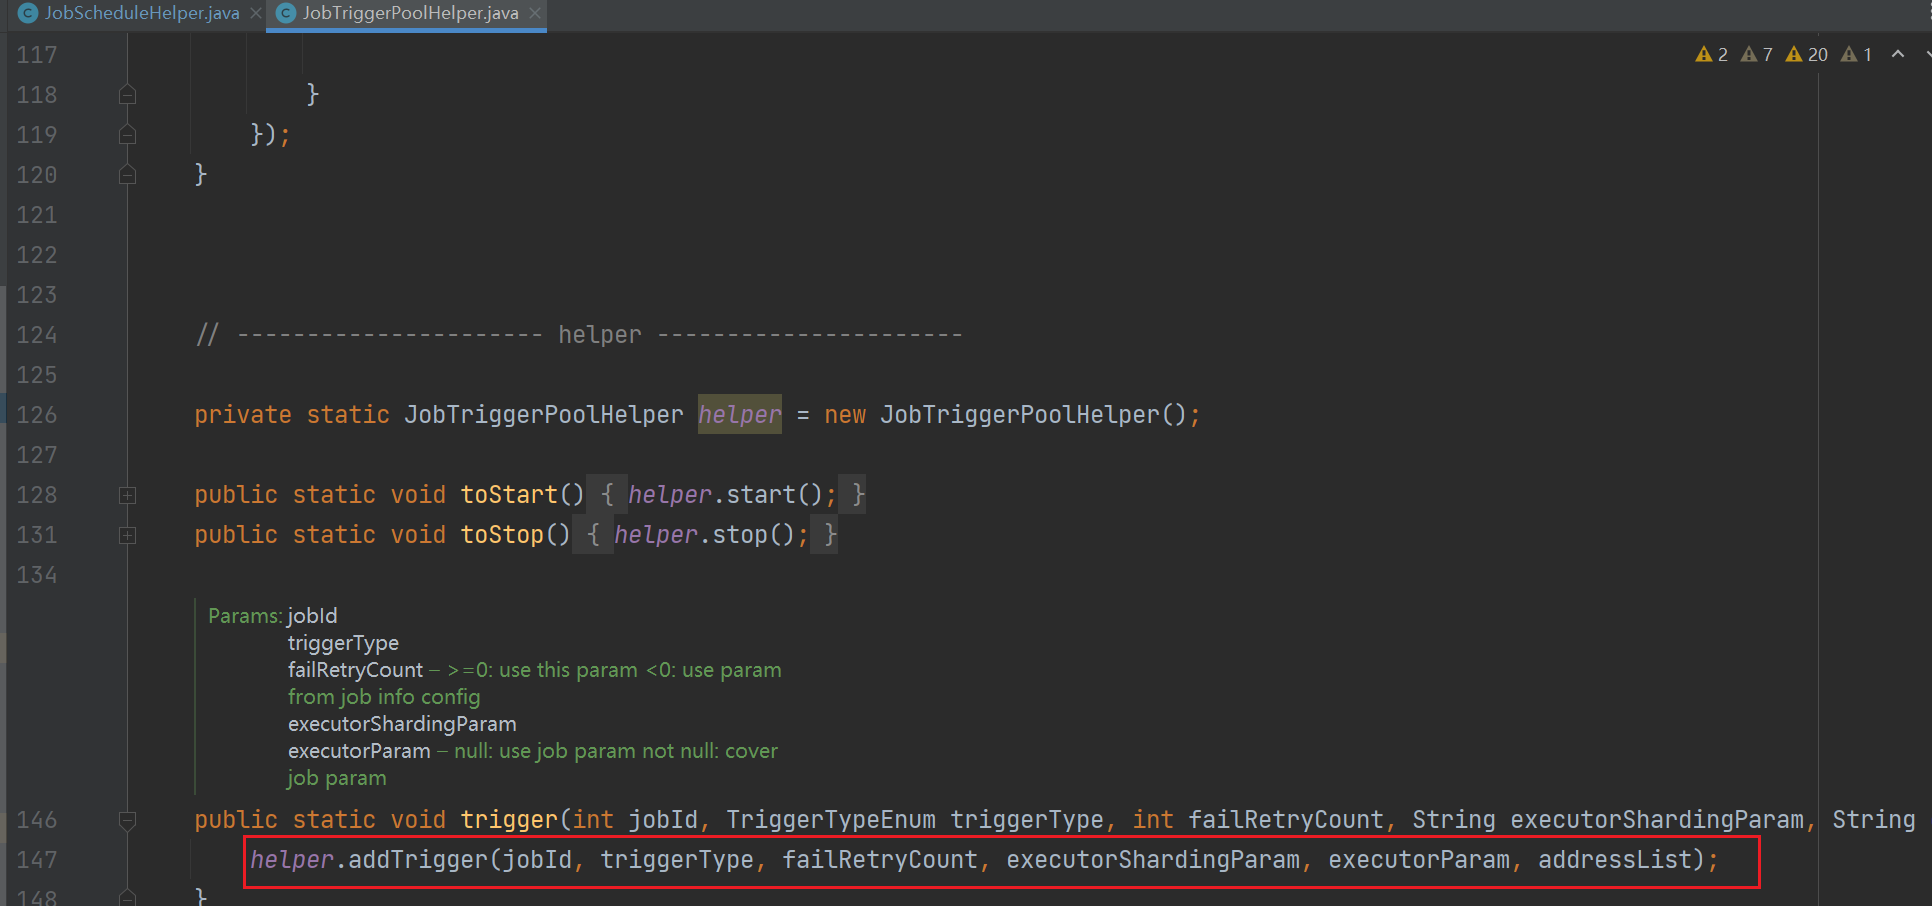 JobScheduleHelper.java JobTriggerPoolHelper.java
2 7 20 1
117
118 }
119 });
120 }
121
122
123
124 // ---------------------- helper ----------------------
125
126 private static JobTriggerPoolHelper helper = new JobTriggerPoolHelper();
127
128 public static void toStart() { helper.start(); }
131 public static void toStop() { helper.stop(); }
134
Params: jobId
triggerType
failRetryCount – >=0: use this param <0: use param
from job info config
executorShardingParam
executorParam – null: use job param not null: cover
job param
146 public static void trigger(int jobId, TriggerTypeEnum triggerType, int failRetryCount, String executorShardingParam, String
147 helper.addTrigger(jobId, triggerType, failRetryCount, executorShardingParam, executorParam, addressList);
148 }